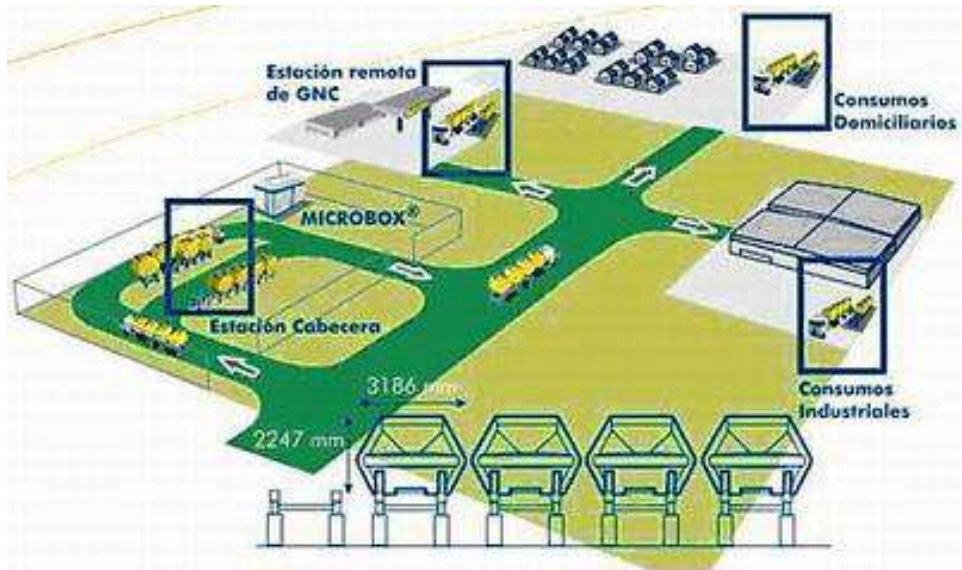 Estación remota
de GNC
Consumos
Domiciliarios
MICROBOX®
Estación Cabecera
3186 mm
Consumos
Industriales
2247 mm